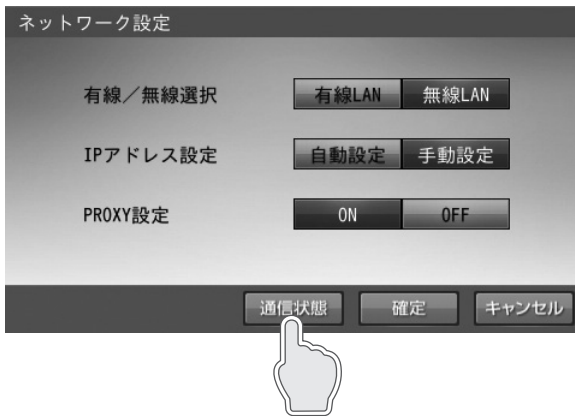 ネットワーク設定
有線／無線選択 有線LAN 無線LAN
IPアドレス設定 自動設定 手動設定
PROXY設定 ON OFF
通信状態 確定 キャンセル